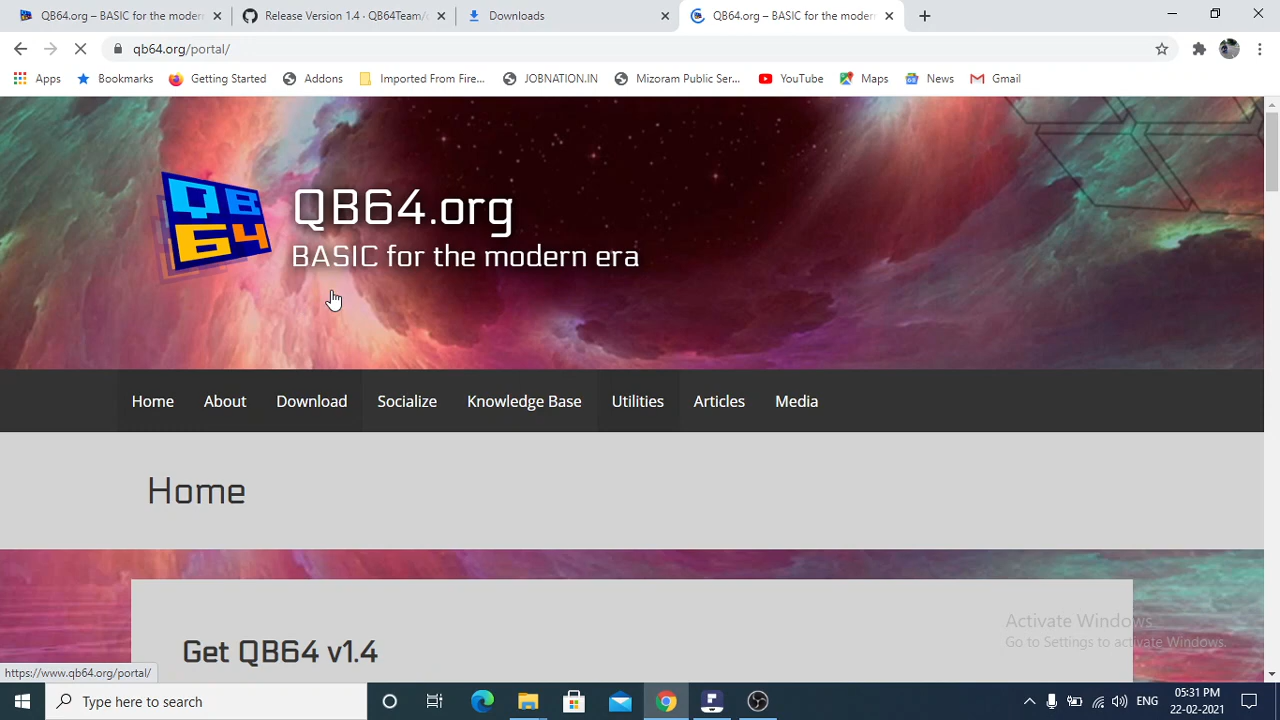 QB64.org – BASIC for the modern
Release Version 1.4 · QB64Team/
Downloads
QB64.org – BASIC for the modern
qb64.org/portal/
Apps
Bookmarks
Getting Started
Addons
Imported From Fire...
JOBNATION.IN
Mizoram Public Ser...
YouTube
Maps
News
Gmail
QB
64
QB64.org
BASIC for the modern era
Home
About
Download
Socialize
Knowledge Base
Utilities
Articles
Media
Home
Get QB64 v1.4
Activate Windows
Go to Settings to activate Windows.
https://www.qb64.org/portal/
Type here to search
ENG
05:31 PM
22-02-2021